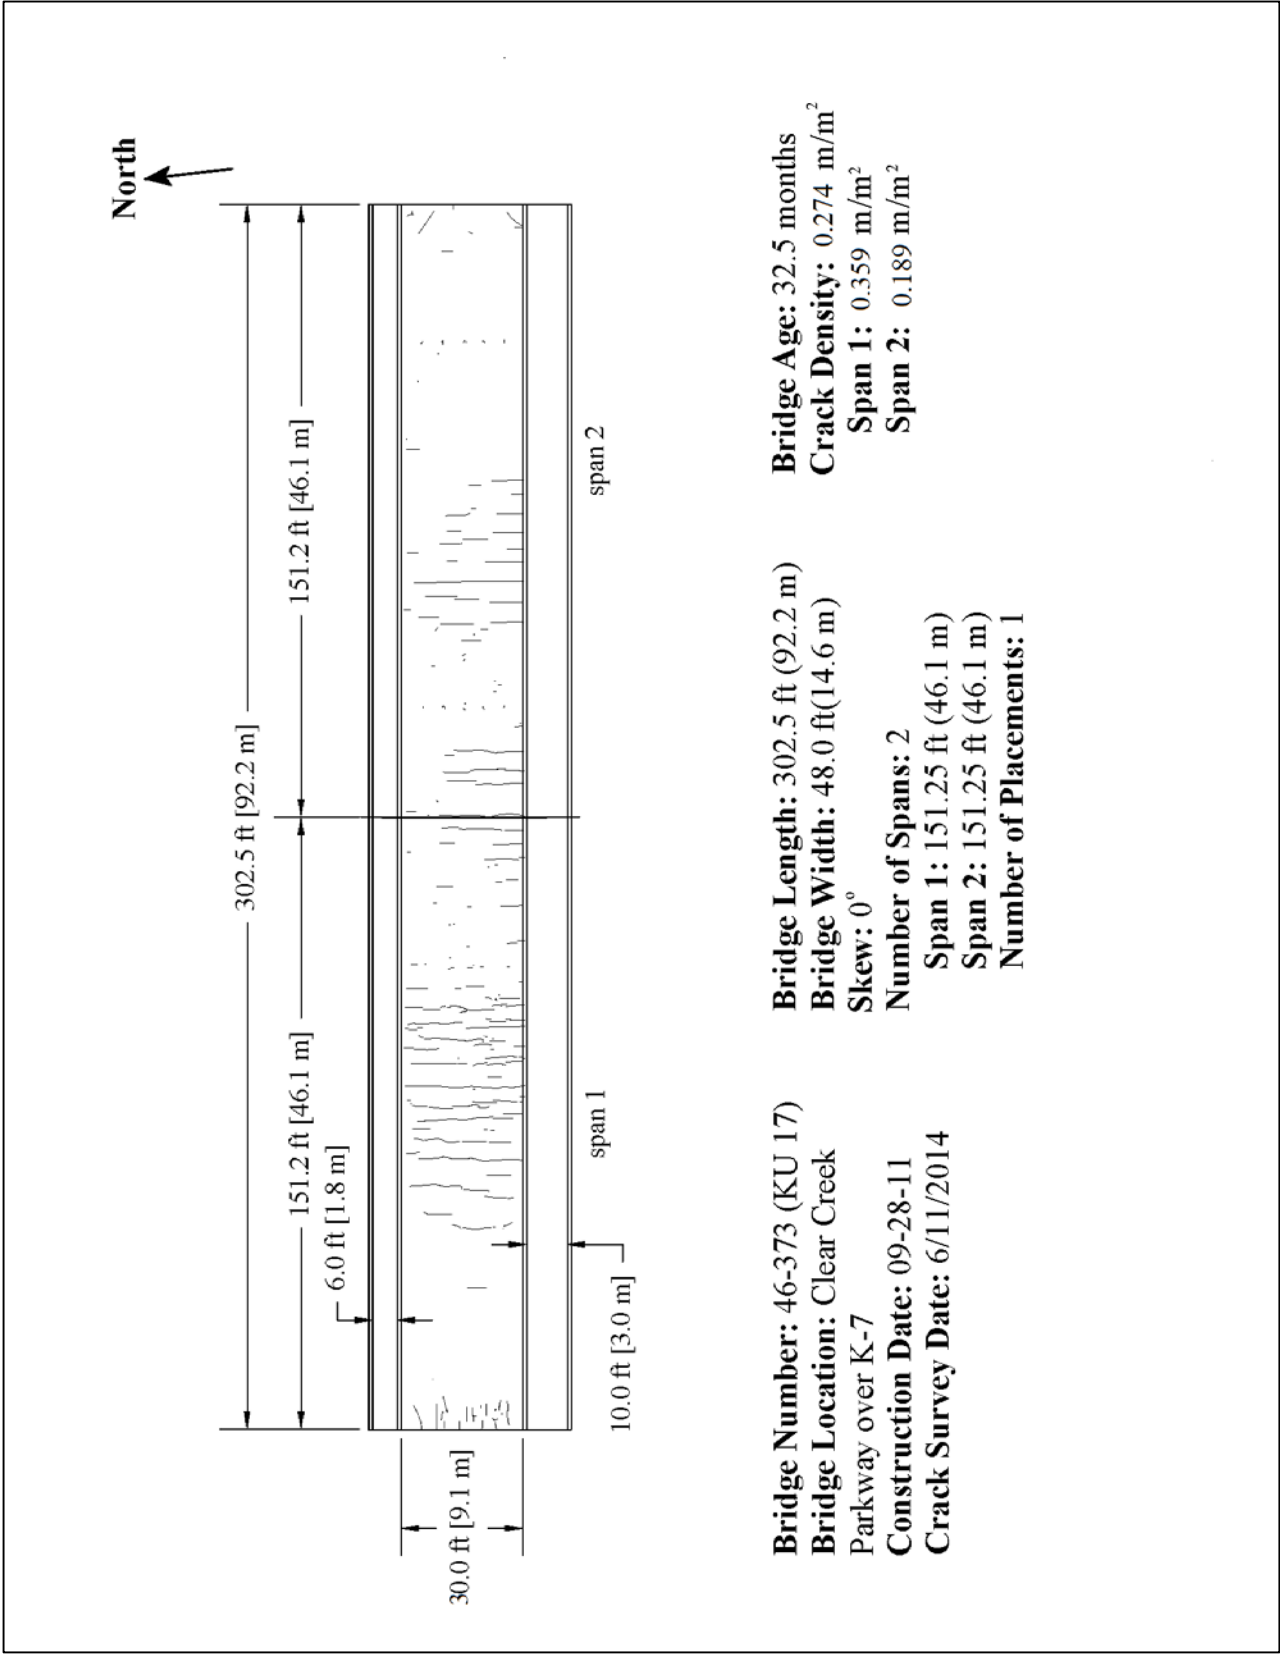 North
302.5 ft [92.2 m]
151.2 ft [46.1 m]
151.2 ft [46.1 m]
6.0 ft [1.8 m]
30.0 ft [9.1 m]
10.0 ft [3.0 m]
span 1
span 2
Bridge Number: 46-373 (KU 17)
Bridge Location: Clear Creek
Parkway over K-7
Construction Date: 09-28-11
Crack Survey Date: 6/11/2014
Bridge Length: 302.5 ft (92.2 m)
Bridge Width: 48.0 ft(14.6 m)
Skew: 0°
Number of Spans: 2
Span 1: 151.25 ft (46.1 m)
Span 2: 151.25 ft (46.1 m)
Number of Placements: 1
Bridge Age: 32.5 months
Crack Density: 0.274 m/m²
Span 1: 0.359 m/m²
Span 2: 0.189 m/m²